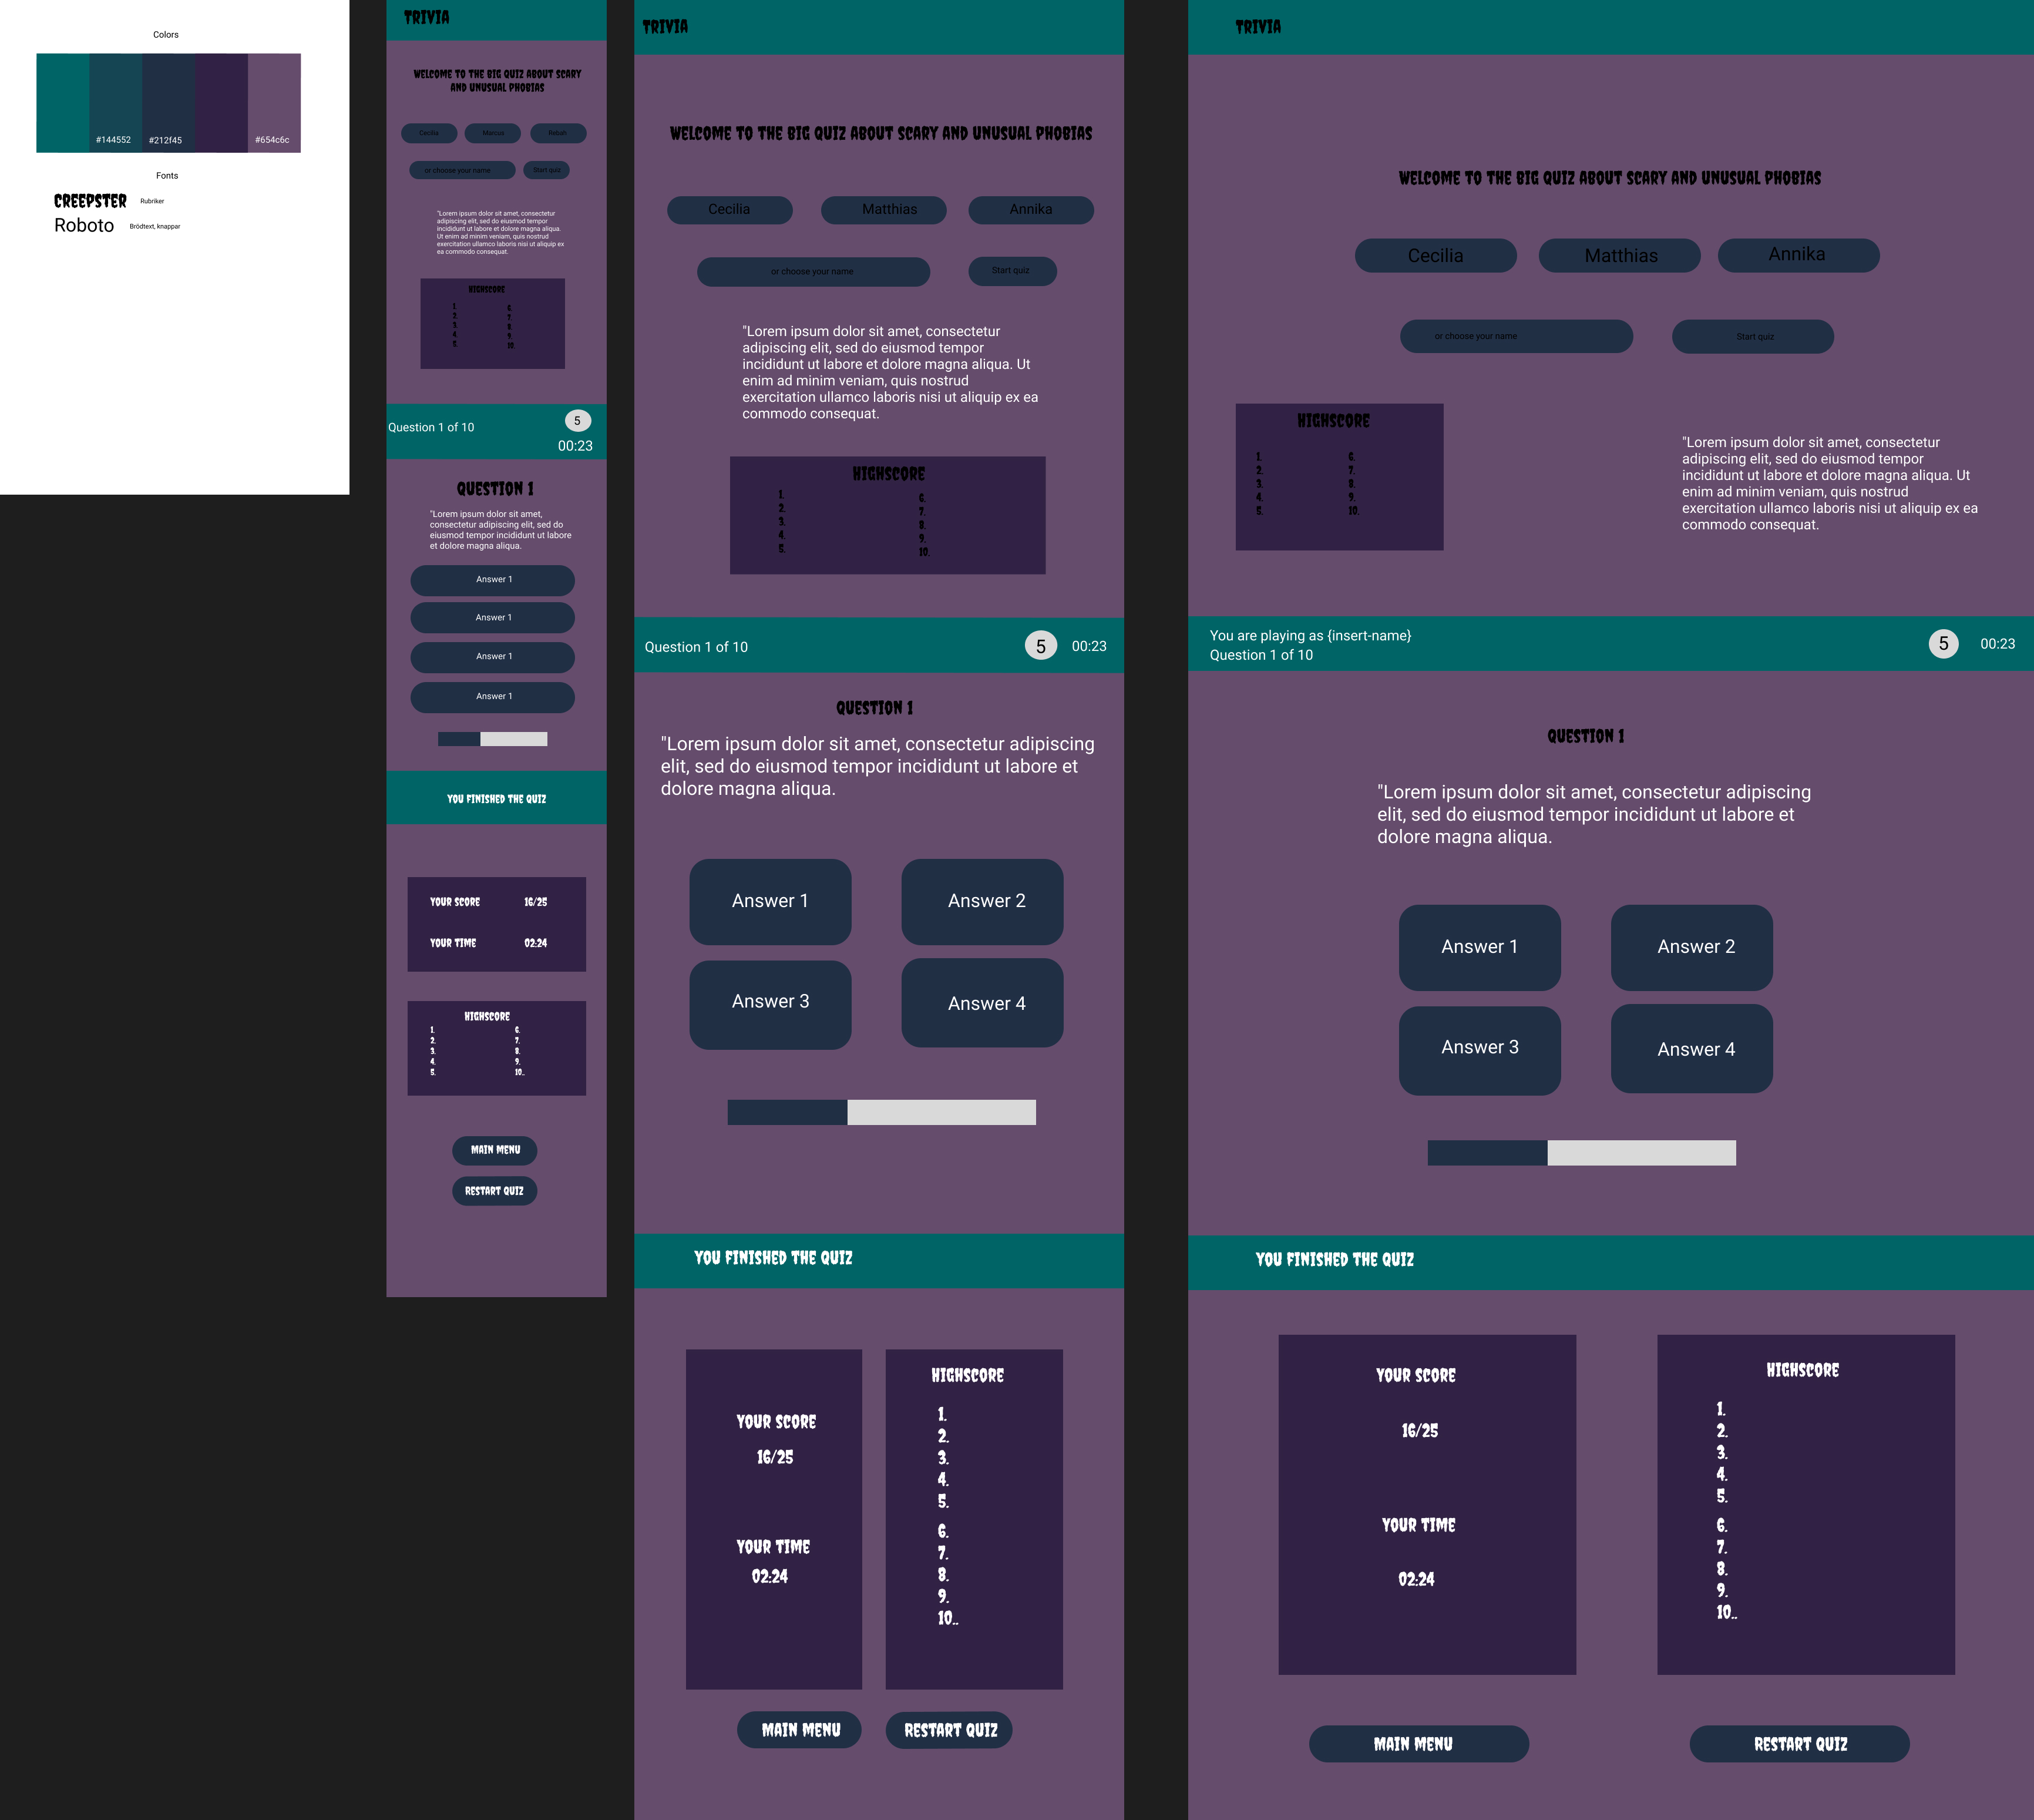 Colors
#144552
#212f45
#654c6c
Fonts
CREEPSTER Rubriker
Roboto Brödtext, knappar
TRIVIA
WELCOME TO THE BIG QUIZ ABOUT SCARY
AND UNUSUAL PHOBIAS
Cecilia Marcus Rabah
or choose your name Start quiz
"Lorem ipsum dolor sit amet, consectetur
adipiscing elit, sed do eiusmod tempor
incididunt ut labore et dolore magna aliqua.
Ut enim ad minim veniam, quis nostrud
exercitation ullamco laboris nisi ut aliquip ex
ea commodo consequat.
HIGHSCORE
1. 6.
2. 7.
3. 8
4. 9.
5. 10.
Question 1 of 10 5
00:23
QUESTION 1
"Lorem ipsum dolor sit amet,
consectetur adipiscing elit, sed do
eiusmod tempor incididunt ut labore
et dolore magna aliqua.
Answer 1
Answer 1
Answer 1
Answer 1
YOU FINISHED THE QUIZ
YOUR SCORE 16/25
YOUR TIME 02:24
HIGHSCORE
1. 6.
2. 7.
3. 8.
4. 9.
5. 10..
MAIN MENU
RESTART QUIZ
TRIVIA
WELCOME TO THE BIG QUIZ ABOUT SCARY AND UNUSUAL PHOBIAS
Cecilia Matthias Annika
or choose your name Start quiz
"Lorem ipsum dolor sit amet, consectetur
adipiscing elit, sed do eiusmod tempor
incididunt ut labore et dolore magna aliqua. Ut
enim ad minim veniam, quis nostrud
exercitation ullamco laboris nisi ut aliquip ex ea
commodo consequat.
HIGHSCORE
1. 6.
2. 7.
3. 8.
4. 9.
5. 10.
Question 1 of 10 5 00:23
QUESTION 1
"Lorem ipsum dolor sit amet, consectetur adipiscing
elit, sed do eiusmod tempor incididunt ut labore et
dolore magna aliqua.
Answer 1 Answer 2
Answer 3 Answer 4
YOU FINISHED THE QUIZ
YOUR SCORE
16/25
YOUR TIME
02:24
HIGHSCORE
1.
2.
3.
4.
5.
6.
7.
8.
9.
10..
MAIN MENU RESTART QUIZ
TRIVIA
WELCOME TO THE BIG QUIZ ABOUT SCARY AND UNUSUAL PHOBIAS
Cecilia Matthias Annika
or choose your name Start quiz
HIGHSCORE
1. 6.
2. 7.
3. 8.
4. 9.
5. 10.
"Lorem ipsum dolor sit amet, consectetur
adipiscing elit, sed do eiusmod tempor
incididunt ut labore et dolore magna aliqua. Ut
enim ad minim veniam, quis nostrud
exercitation ullamco laboris nisi ut aliquip ex ea
commodo consequat.
You are playing as {insert-name}
Question 1 of 10 5 00:23
QUESTION 1
"Lorem ipsum dolor sit amet, consectetur adipiscing
elit, sed do eiusmod tempor incididunt ut labore et
dolore magna aliqua.
Answer 1 Answer 2
Answer 3 Answer 4
YOU FINISHED THE QUIZ
YOUR SCORE
16/25
YOUR TIME
02:24
HIGHSCORE
1.
2.
3.
4.
5.
6.
7.
8.
9.
10..
MAIN MENU RESTART QUIZ